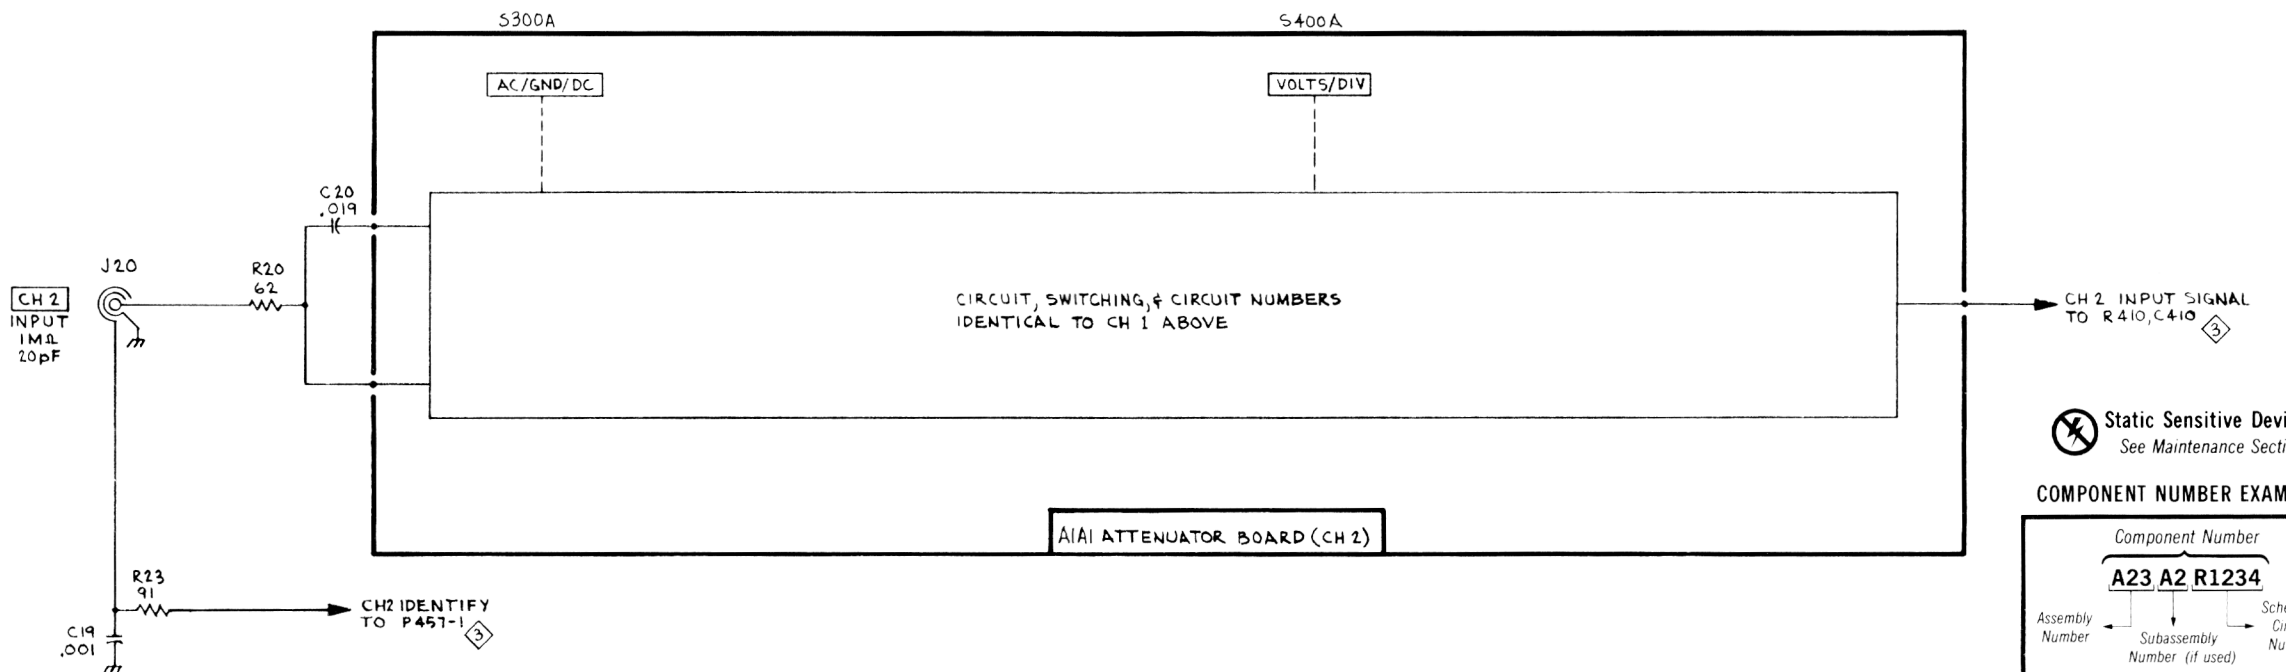 S300A
S400A
AC/GND/DC
VOLTS/DIV
C20
.019
J20
R20
62
CH 2
INPUT
1MΩ
20pF
CIRCUIT, SWITCHING, & CIRCUIT NUMBERS
IDENTICAL TO CH 1 ABOVE
CH 2 INPUT SIGNAL
TO R410, C410
3
Static Sensitive Devi
See Maintenance Secti
COMPONENT NUMBER EXAM
A1A1 ATTENUATOR BOARD (CH 2)
Component Number
A23 A2 R1234
Assembly
Number
Subassembly
Number (if used)
Sche
Cir
Nu
R23
91
CH2 IDENTIFY
TO P457-1
3
C19
.001